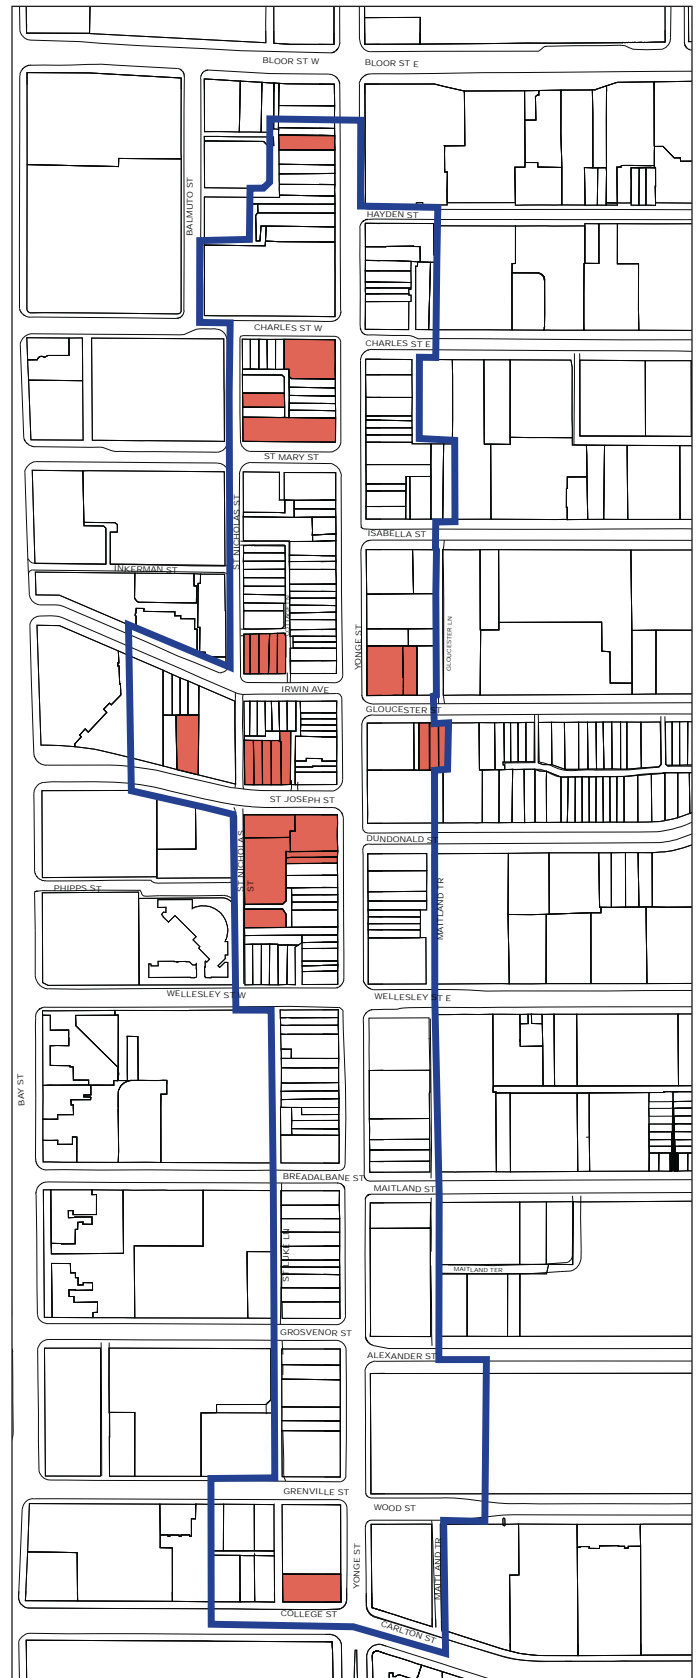 BLOOR ST W
BLOOR ST E
BALMUTO ST
HAYDEN ST
CHARLES ST W
CHARLES ST E
ST MARY ST
ST NICHOLAS ST
ISABELLA ST
INKERMAN ST
YONGE ST
GLOUCESTER LN
IRWIN AVE
GLOUCESTER ST
ST JOSEPH ST
DUNDONALD ST
ST NICHOLAS
ST
PHIPPS ST
MAITLAND TR
WELLESLEY ST W
WELLESLEY ST E
BAY ST
BREADALBANE ST
MAITLAND ST
ST LUKE LN
MAITLAND TER
GROSVENOR ST
ALEXANDER ST
GRENVILLE ST
WOOD ST
YONGE ST
MAITLAND TR
COLLEGE ST
CARLTON ST